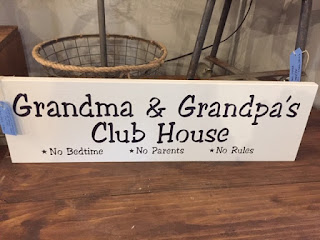 Grandma & Grandpa's
Club House
★ No Bedtime ★ No Parents ★ No Rules